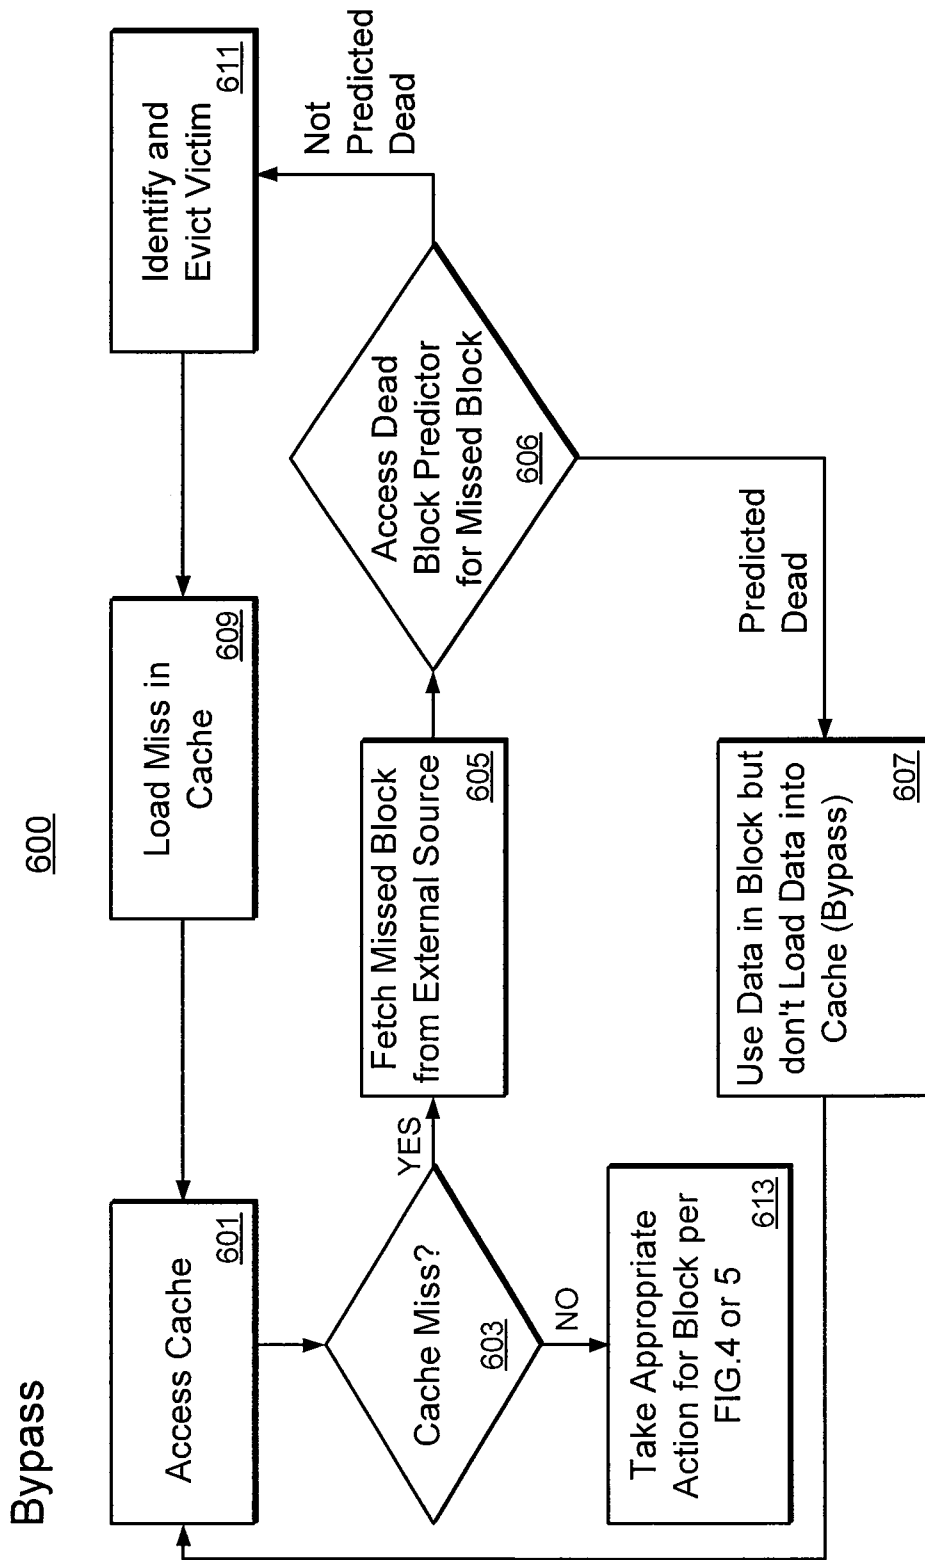 Bypass
600
Access Cache
601
Load Miss in
Cache
609
Identify and
Evict Victim
611
Cache Miss?
603
YES
NO
Fetch Missed Block
from External Source
605
Access Dead
Block Predictor
for Missed Block
606
Not
Predicted
Dead
Predicted
Dead
Take Appropriate
Action for Block per
FIG.4 or 5
613
Use Data in Block but
don't Load Data into
Cache (Bypass)
607